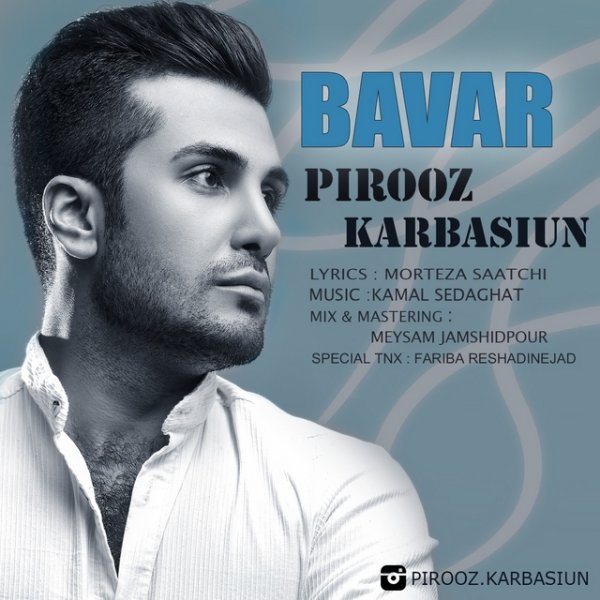 BAVAR
PIROOZ
KARBASIUN
LYRICS : MORTEZA SAATCHI
MUSIC :KAMAL SEDAGHAT
MIX & MASTERING :
MEYSAM JAMSHIDPOUR
SPECIAL TNX : FARIBA RESHADINEJAD
PIROOZ.KARBASIUN